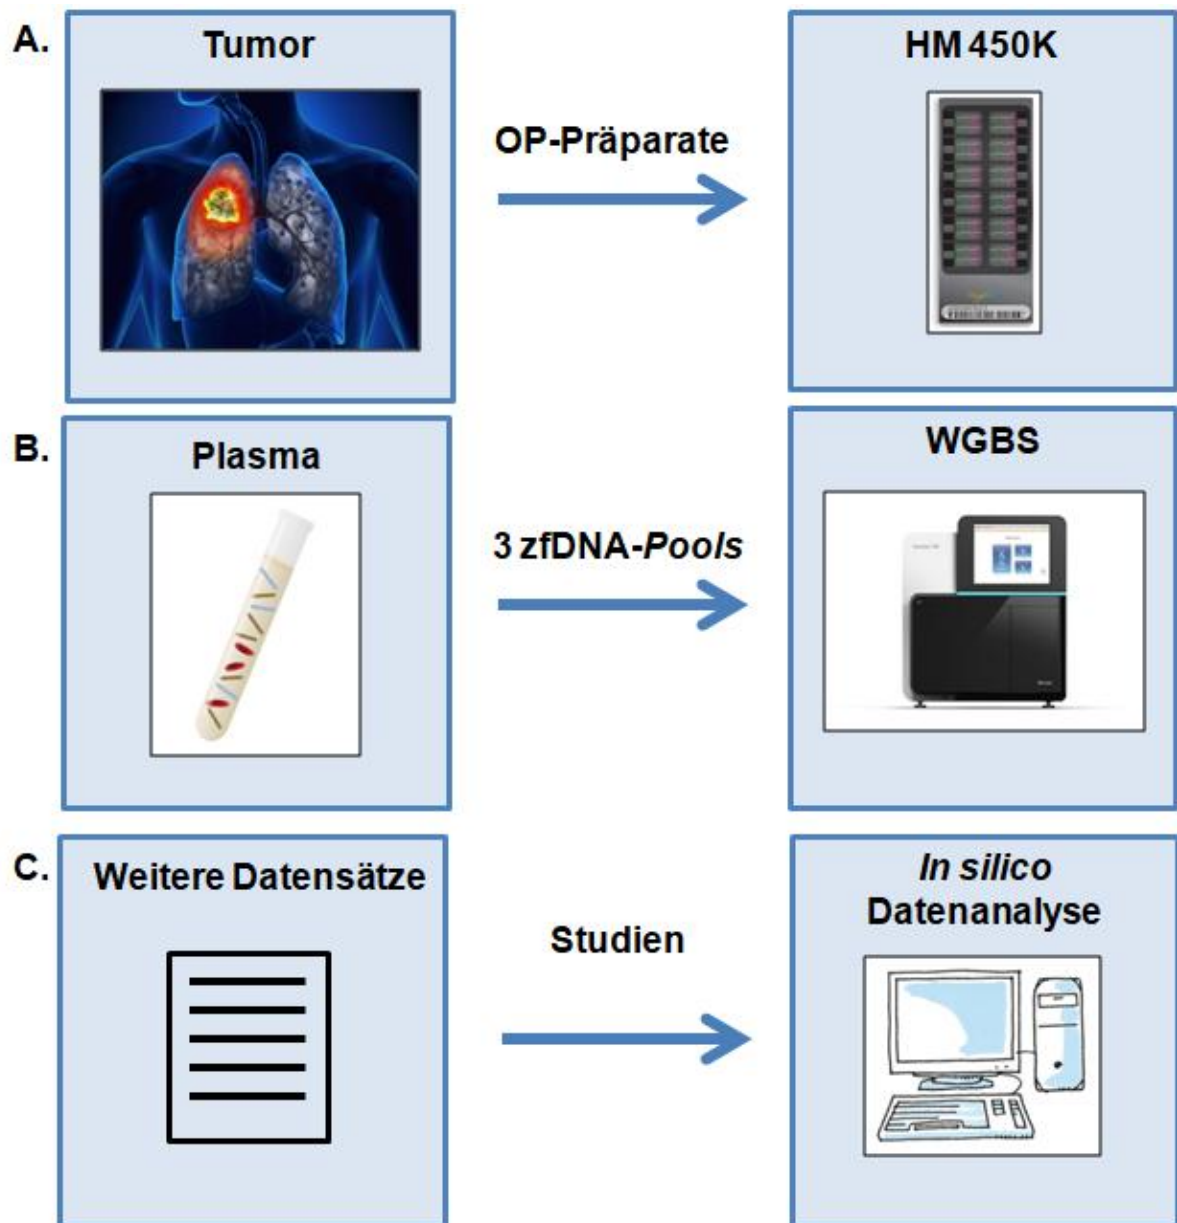 A.
Tumor
OP-Präparate
HM 450K
B.
Plasma
3 zfDNA-Pools
WGBS
C.
Weitere Datensätze
Studien
In silico
Datenanalyse